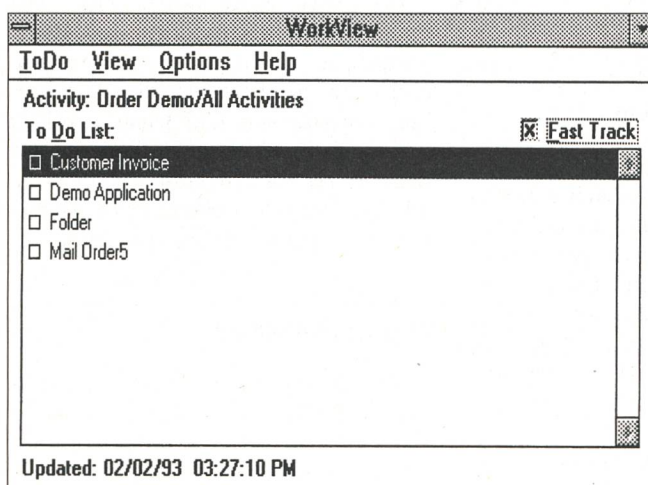 WorkView
ToDo View Options Help
Activity: Order Demo/All Activities
To Do List: Fast Track
Customer Invoice
Demo Application
Folder
Mail Order5
Updated: 02/02/93 03:27:10 PM